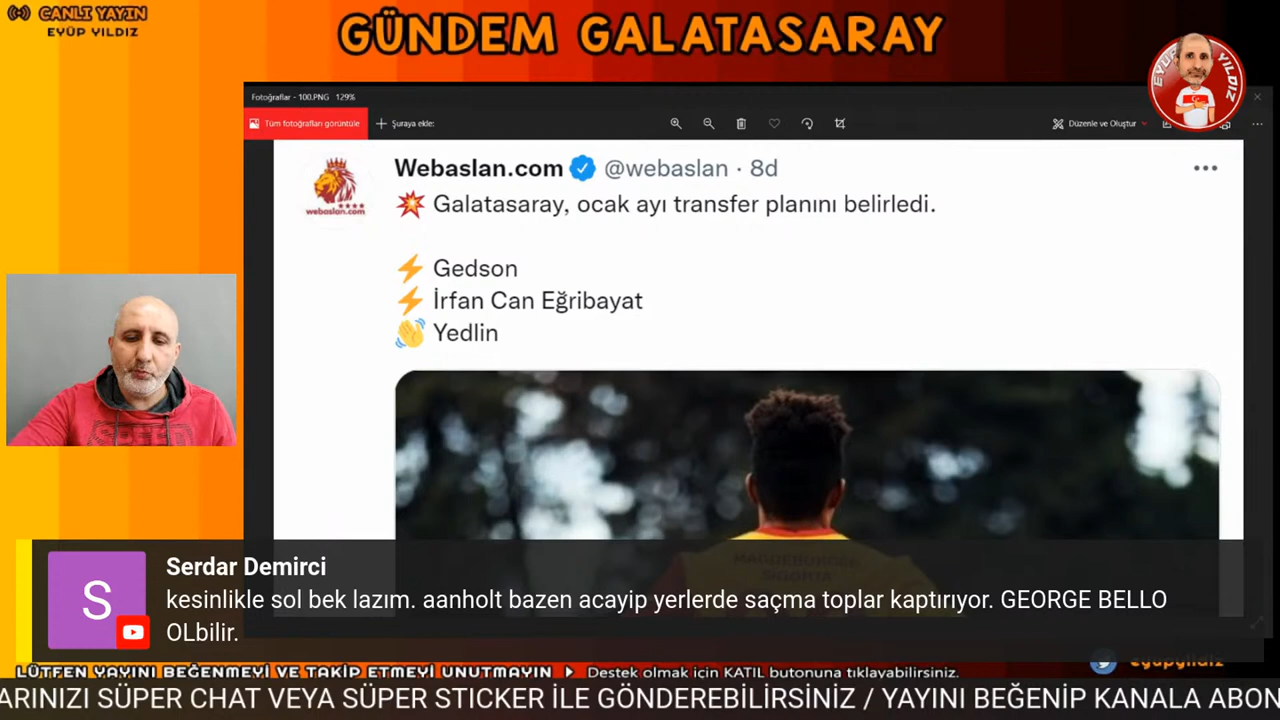 CANLI YAYIN
EYÜP YILDIZ
GÜNDEM GALATASARAY
EYÜP YILDIZ
Fotoğraflar - 100.PNG 129%
Tüm fotoğrafları görüntüle
Şuraya ekle:
Düzenle ve Oluştur
webaslan.com
Webaslan.com @webaslan · 8d
Galatasaray, ocak ayı transfer planını belirledi.
Gedson
İrfan Can Eğribayat
Yedlin
SPEED
S
Serdar Demirci
kesinlikle sol bek lazım. aanholt bazen acayip yerlerde saçma toplar kaptırıyor. GEORGE BELLO
OLbilir.
eyupyildiz
LÜTFEN YAYINI BEĞENMEYİ VE TAKİP ETMEYİ UNUTMAYIN Destek olmak için KATIL butonuna tıklayabilirsiniz.
ARINIZI SÜPER CHAT VEYA SÜPER STICKER İLE GÖNDEREBİLİRSİNİZ / YAYINI BEĞENİP KANALA ABON